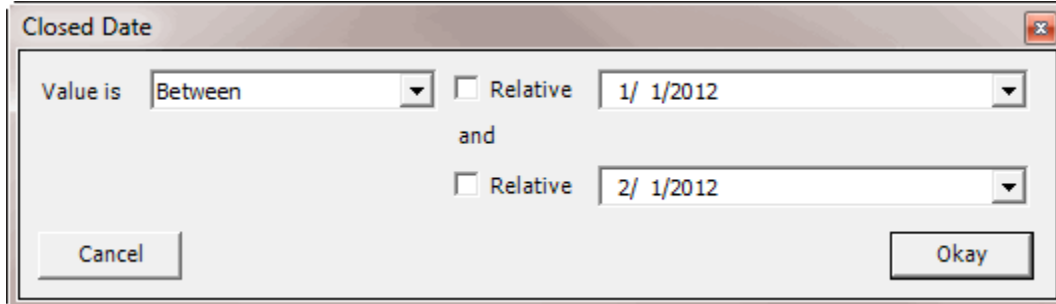 Closed Date
Value is Between Relative 1/ 1/2012
and
Relative 2/ 1/2012
Cancel Okay